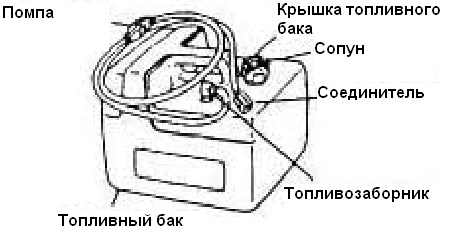 Помпа
Крышка топливного
бака
Сопун
Соединитель
Топливозаборник
Топливный бак